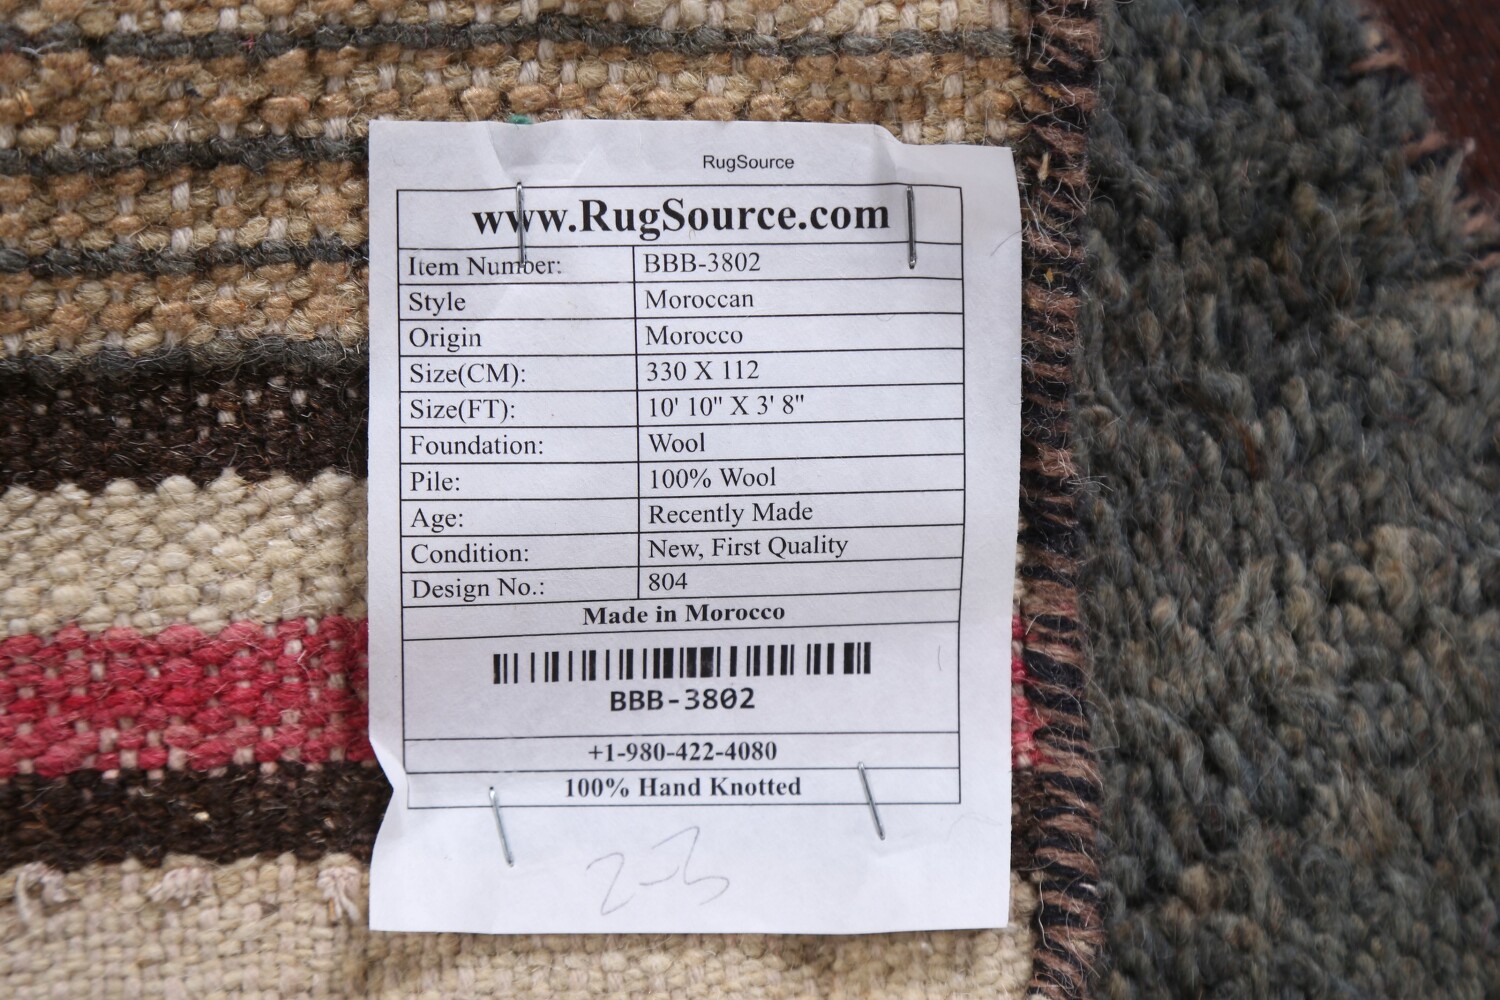 RugSource
www.RugSource.com
Item Number: BBB-3802
Style Moroccan
Origin Morocco
Size(CM): 330 X 112
Size(FT): 10' 10" X 3' 8"
Foundation: Wool
Pile: 100% Wool
Age: Recently Made
Condition: New, First Quality
Design No.: 804
Made in Morocco
BBB-3802
+1-980-422-4080
100% Hand Knotted
2-3